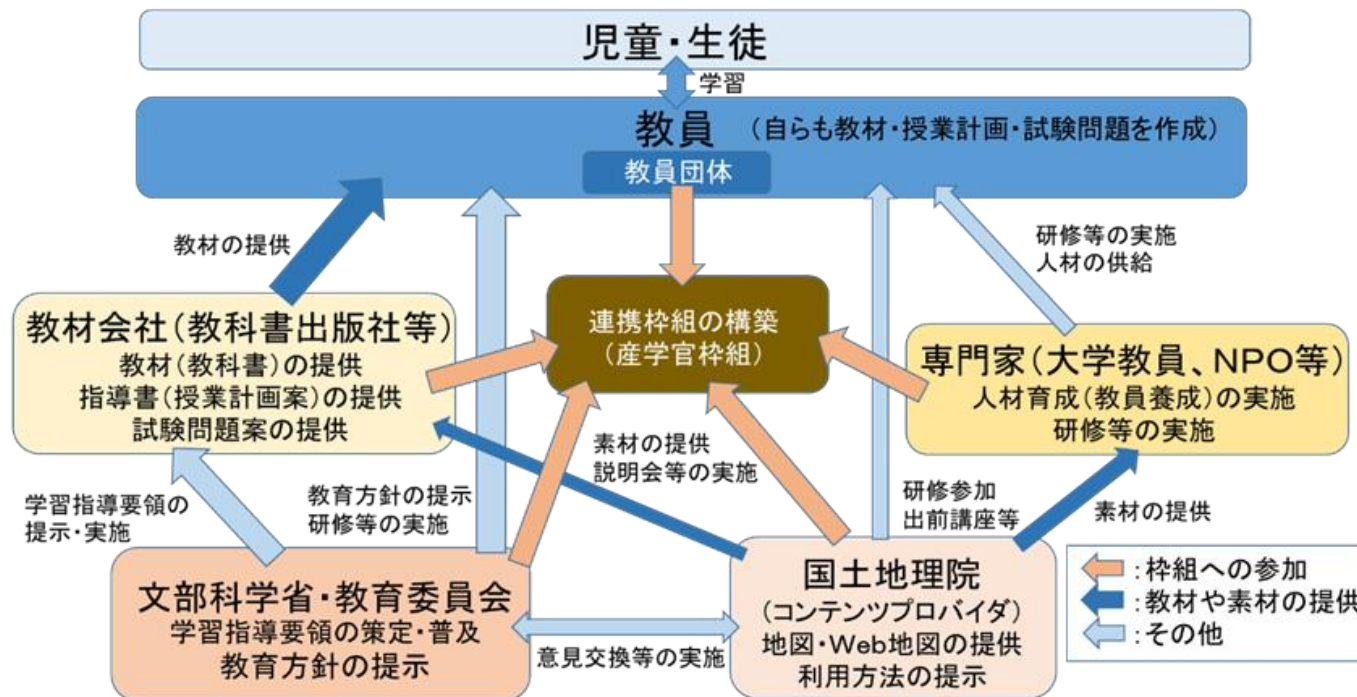 児童・生徒
学習
教員 (自らも教材・授業計画・試験問題を作成)
教員団体
教材の提供
研修等の実施
人材の供給
教材会社(教科書出版社等)
教材(教科書)の提供
指導書(授業計画案)の提供
試験問題案の提供
連携枠組の構築
(産学官枠組)
専門家(大学教員、NPO等)
人材育成(教員養成)の実施
研修等の実施
学習指導要領の
提示・実施
教育方針の提示
研修等の実施
素材の提供
説明会等の実施
研修参加
出前講座等
素材の提供
文部科学省・教育委員会
学習指導要領の策定・普及
教育方針の提示
意見交換等の実施
国土地理院
(コンテンツプロバイダ)
地図・Web地図の提供
利用方法の提示
:枠組への参加
:教材や素材の提供
:その他